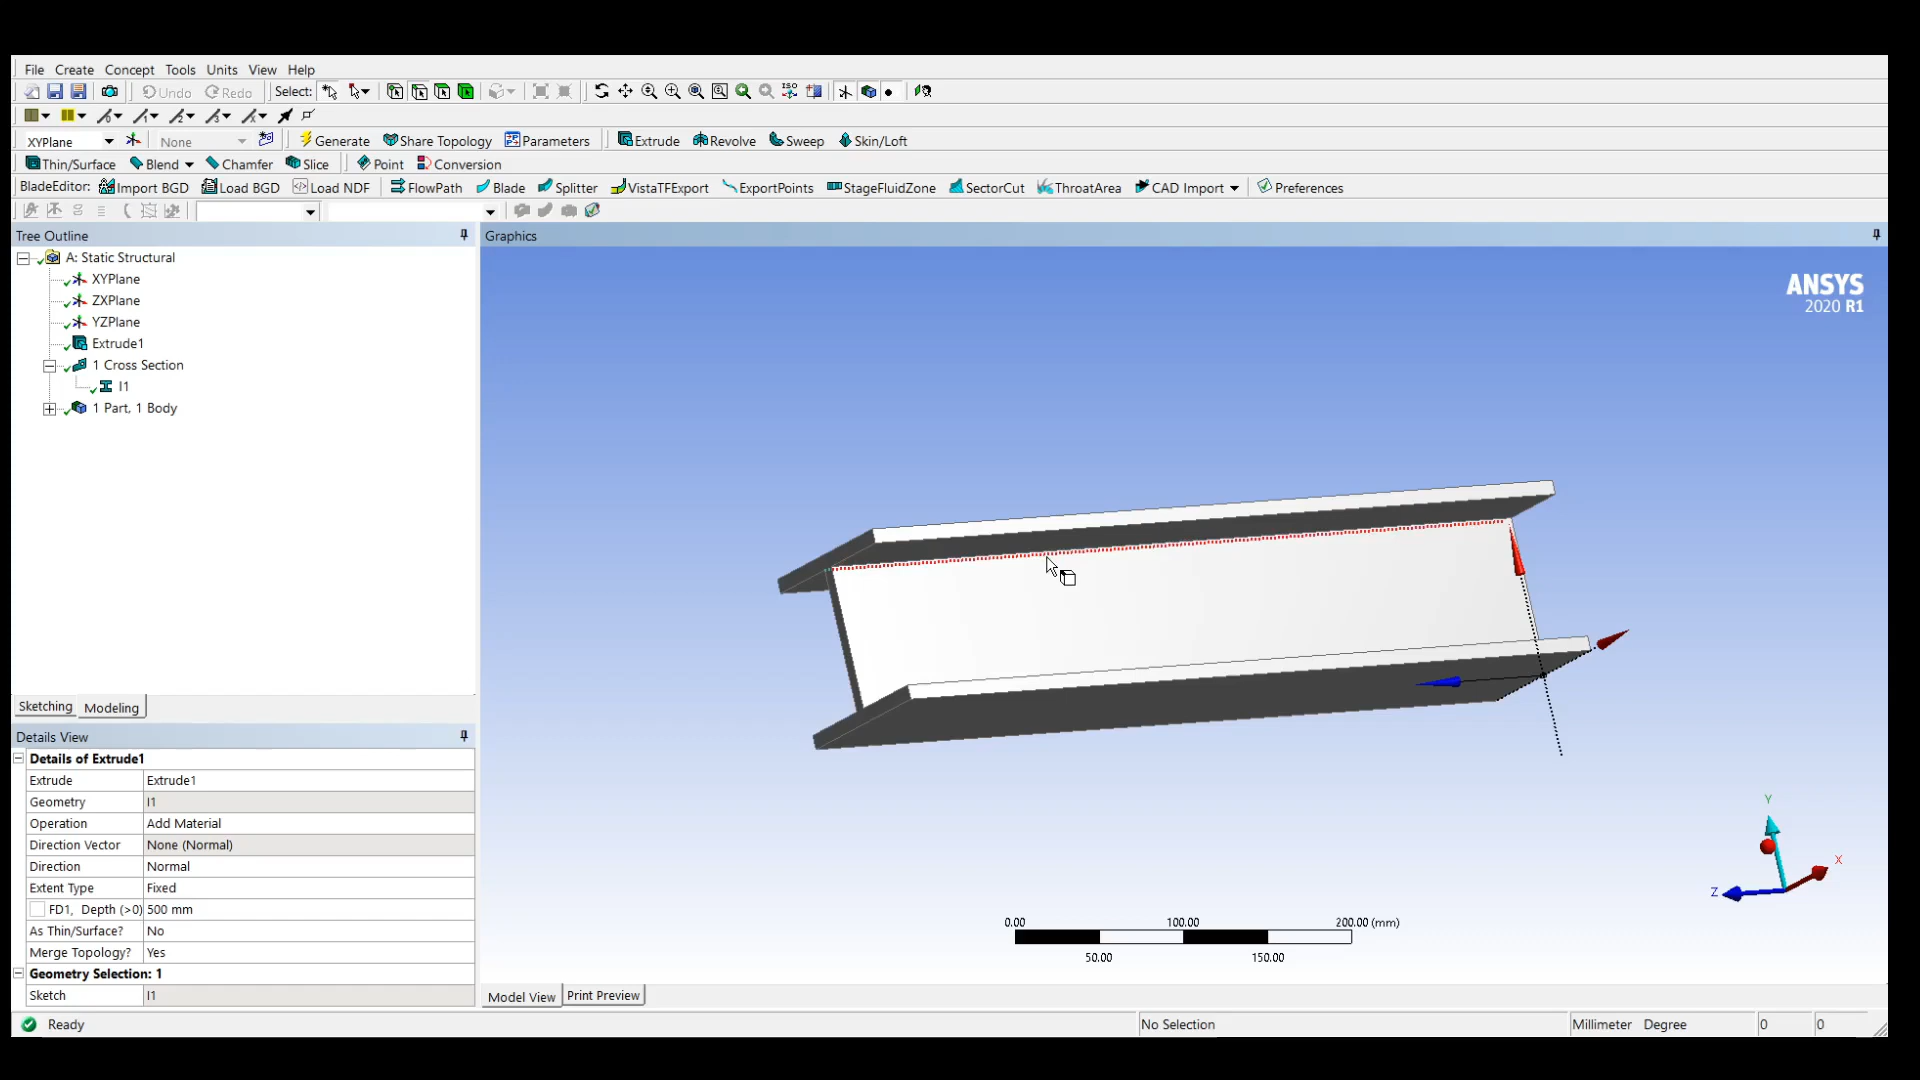 File Create Concept Tools Units View Help
Undo Redo Select: ISO
XYPlane None Generate Share Topology Parameters Extrude Revolve Sweep Skin/Loft
Thin/Surface Blend Chamfer Slice Point Conversion
BladeEditor: Import BGD Load BGD Load NDF FlowPath Blade Splitter VistaTFExport ExportPoints StageFluidZone SectorCut ThroatArea CAD Import Preferences
Tree Outline
A: Static Structural
XYPlane
ZXPlane
YZPlane
Extrude1
1 Cross Section
I1
1 Part, 1 Body
Sketching Modeling
Details View
Details of Extrude1
Extrude Extrude1
Geometry I1
Operation Add Material
Direction Vector None (Normal)
Direction Normal
Extent Type Fixed
FD1, Depth (>0) 500 mm
As Thin/Surface? No
Merge Topology? Yes
Geometry Selection: 1
Sketch I1
Graphics
ANSYS
2020 R1
Y
X
Z
0.00 100.00 200.00 (mm)
50.00 150.00
Model View Print Preview
Ready No Selection Millimeter Degree 0 0